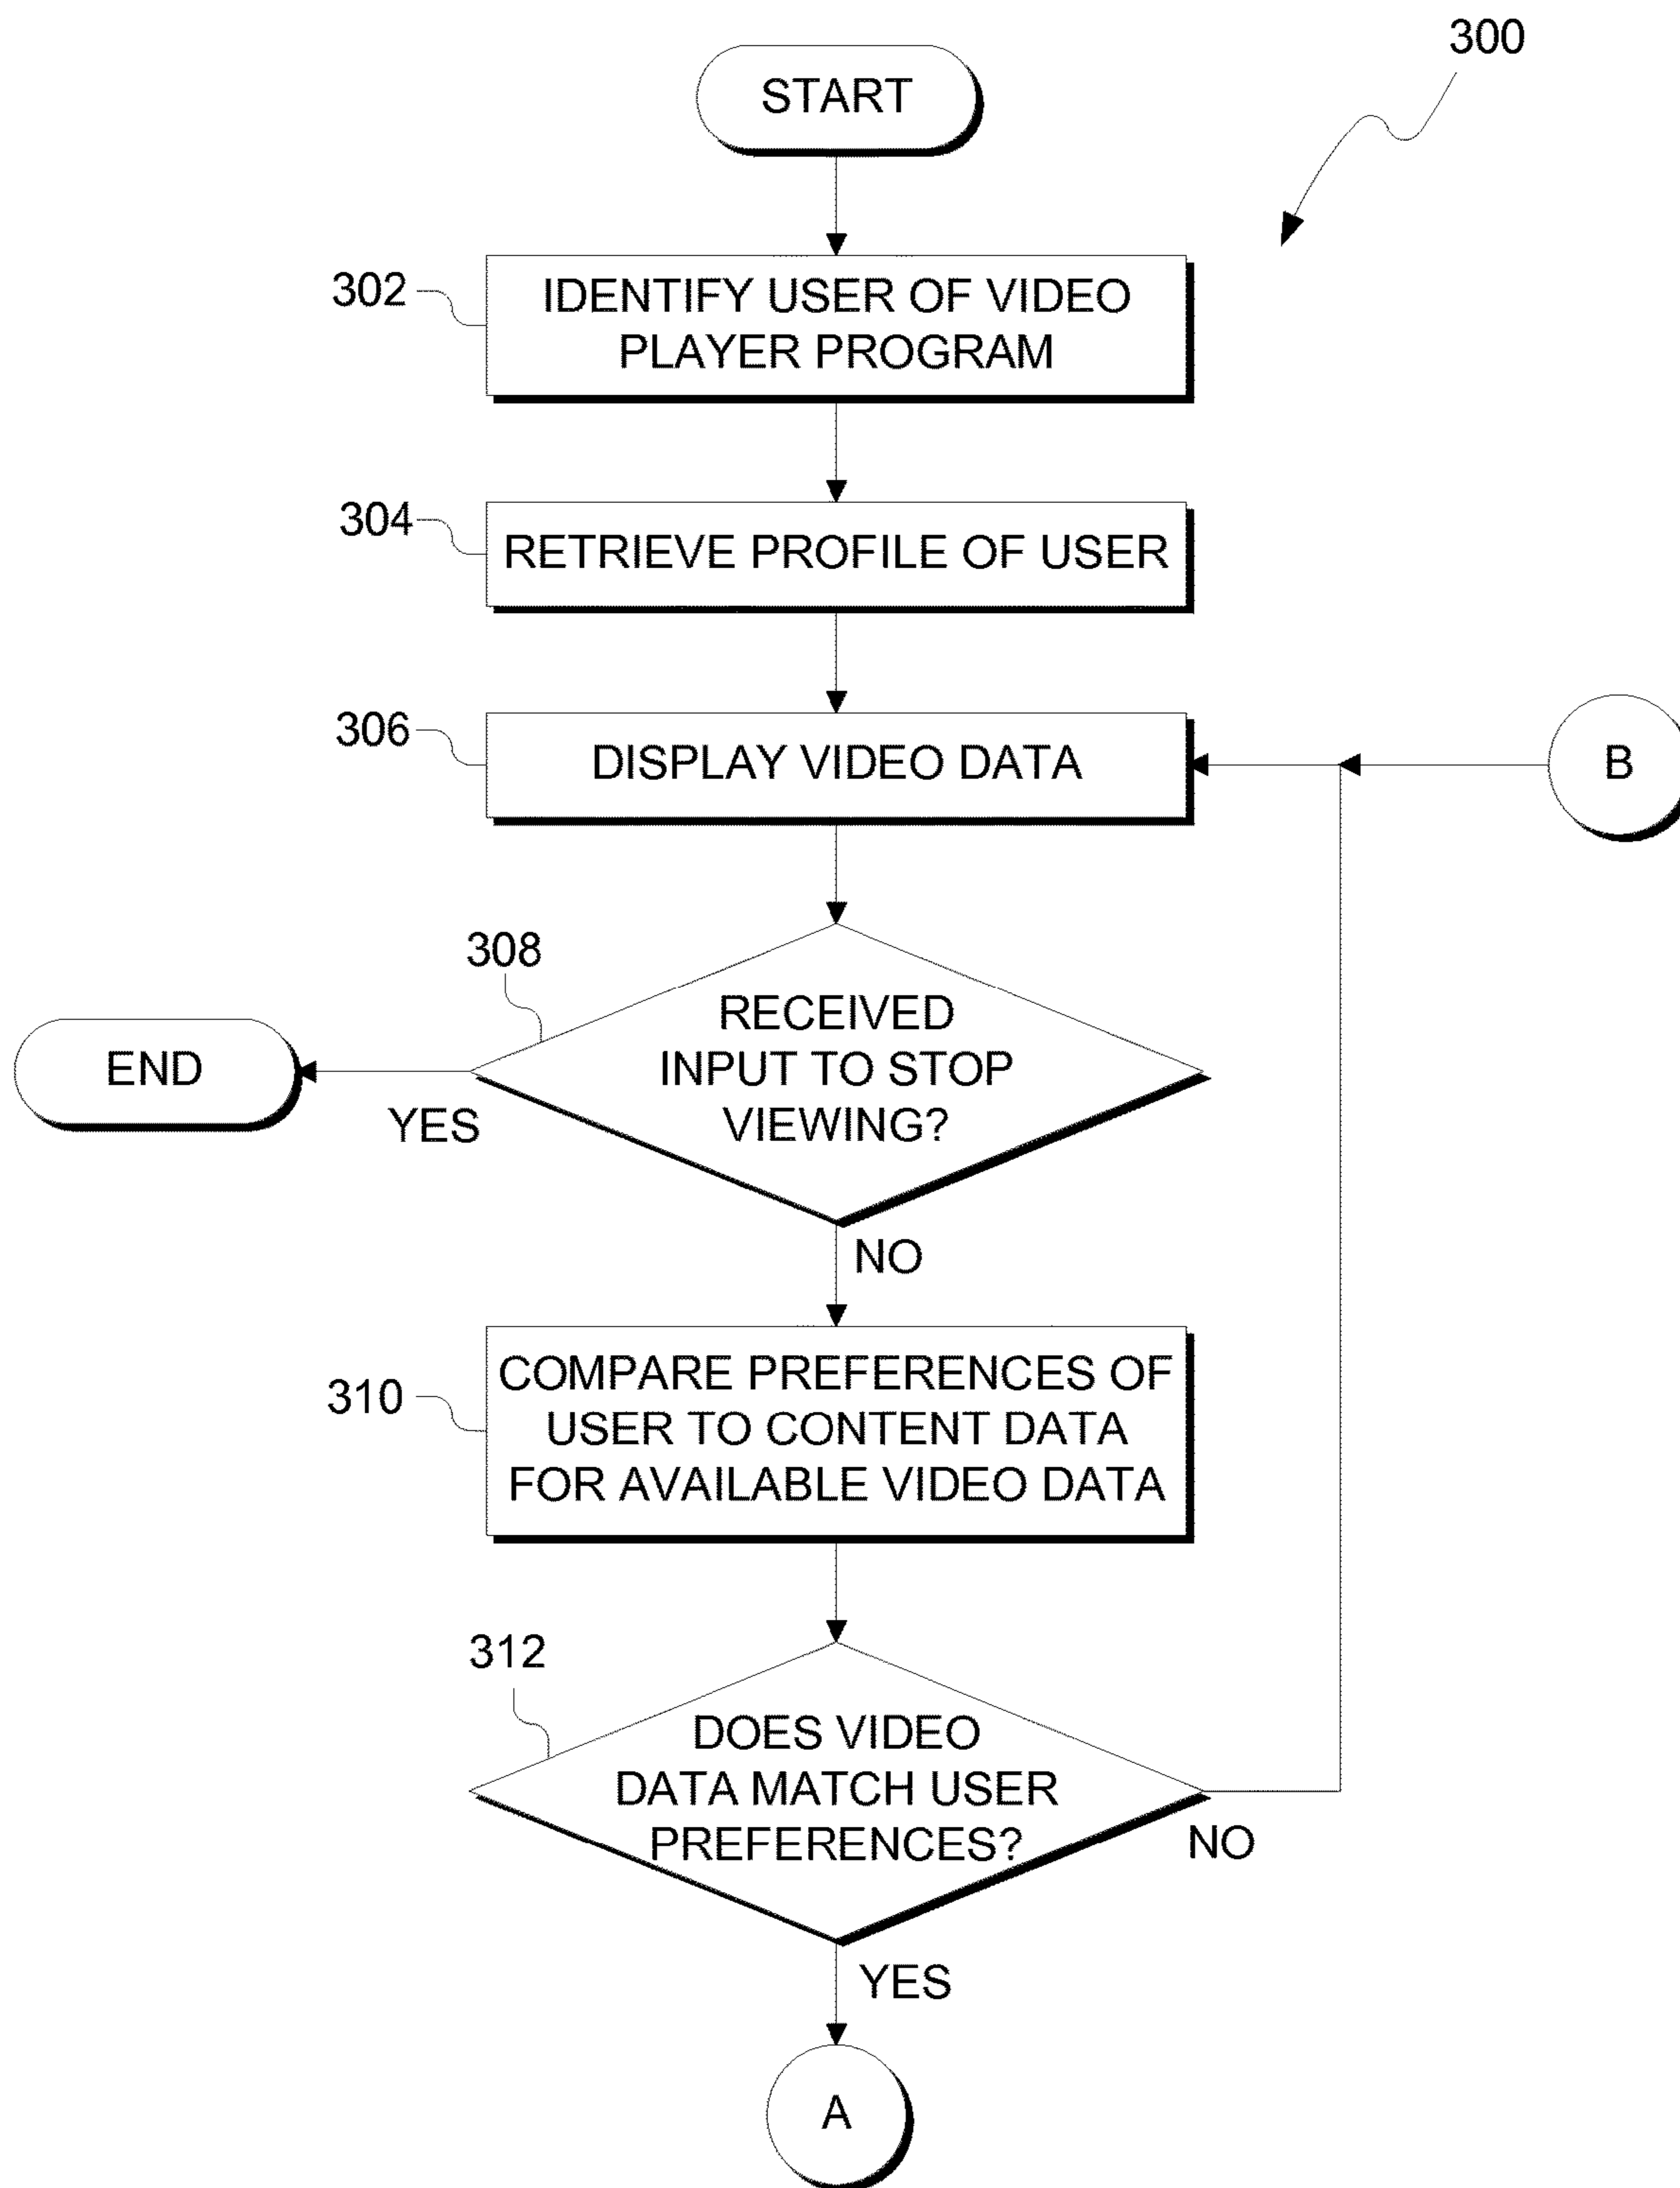 300
START
302
IDENTIFY USER OF VIDEO
PLAYER PROGRAM
304
RETRIEVE PROFILE OF USER
306
DISPLAY VIDEO DATA
B
308
RECEIVED
INPUT TO STOP
VIEWING?
END
YES
NO
310
COMPARE PREFERENCES OF
USER TO CONTENT DATA
FOR AVAILABLE VIDEO DATA
312
DOES VIDEO
DATA MATCH USER
PREFERENCES?
NO
YES
A